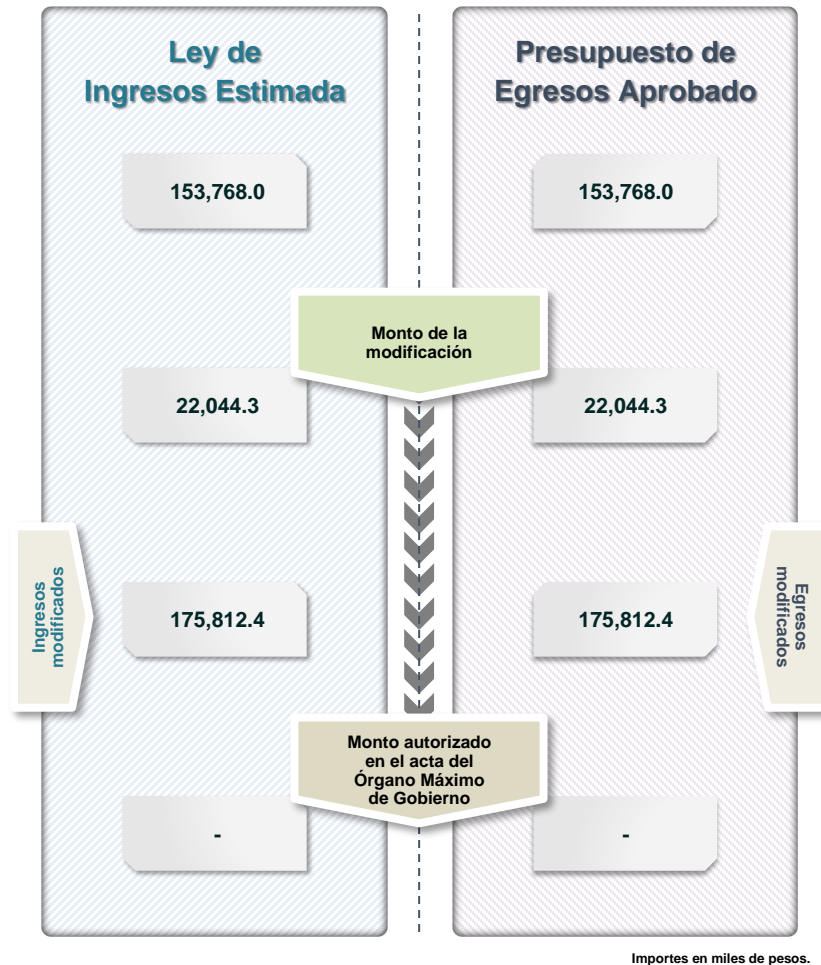 Ley de
Ingresos Estimada
Presupuesto de
Egresos Aprobado
153,768.0
153,768.0
Monto de la
modificación
22,044.3
22,044.3
Ingresos
modificados
175,812.4
175,812.4
Egresos
modificados
Monto autorizado
en el acta del
Órgano Máximo
de Gobierno
-
-
Importes en miles de pesos.